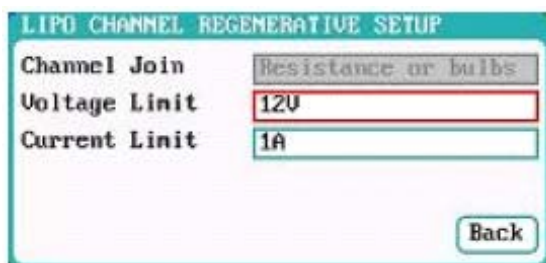 LIPO CHANNEL REGENERATIVE SETUP
Channel Join Resistance or bulbs
Voltage Limit 12V
Current Limit 1A
Back